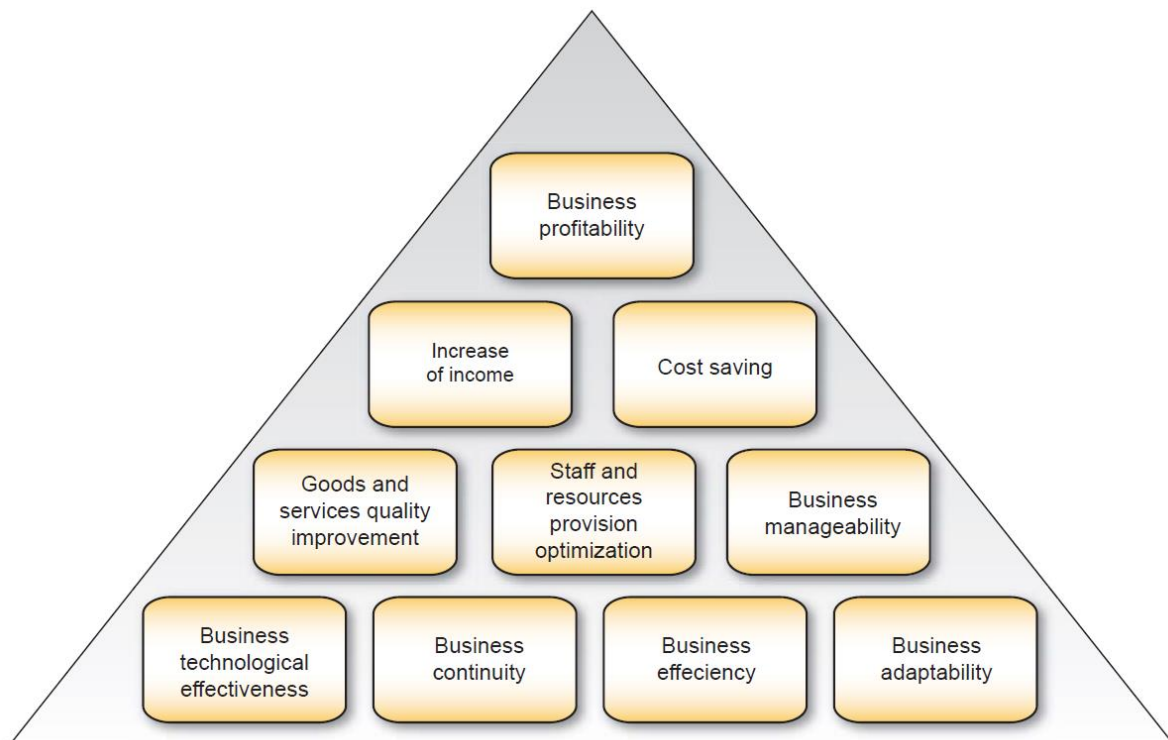 Business
profitability
Increase
of income
Cost saving
Goods and
services quality
improvement
Staff and
resources
provision
optimization
Business
manageability
Business
technological
effectiveness
Business
continuity
Business
effeciency
Business
adaptability